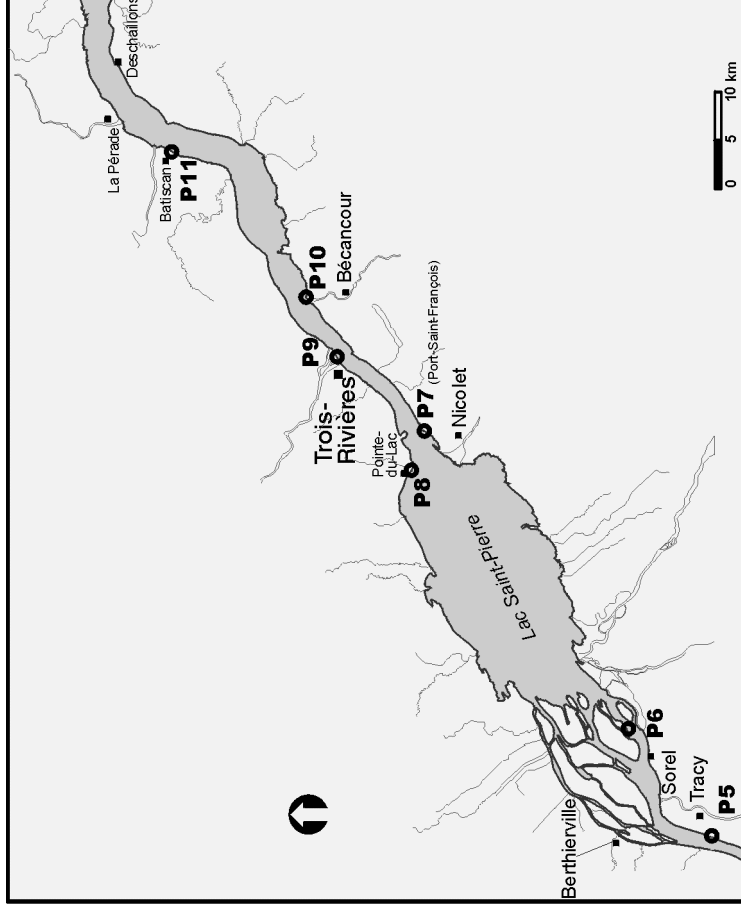 Deschaillons
La Pérade
Batiscan
P11
P10
Bécancour
P9
Trois-
Rivières
P7
(Port-Saint-François)
Nicolet
Pointe-
du-Lac
P8
Lac Saint-Pierre
P6
Sorel
Tracy
P5
Berthierville
0 5 10 km